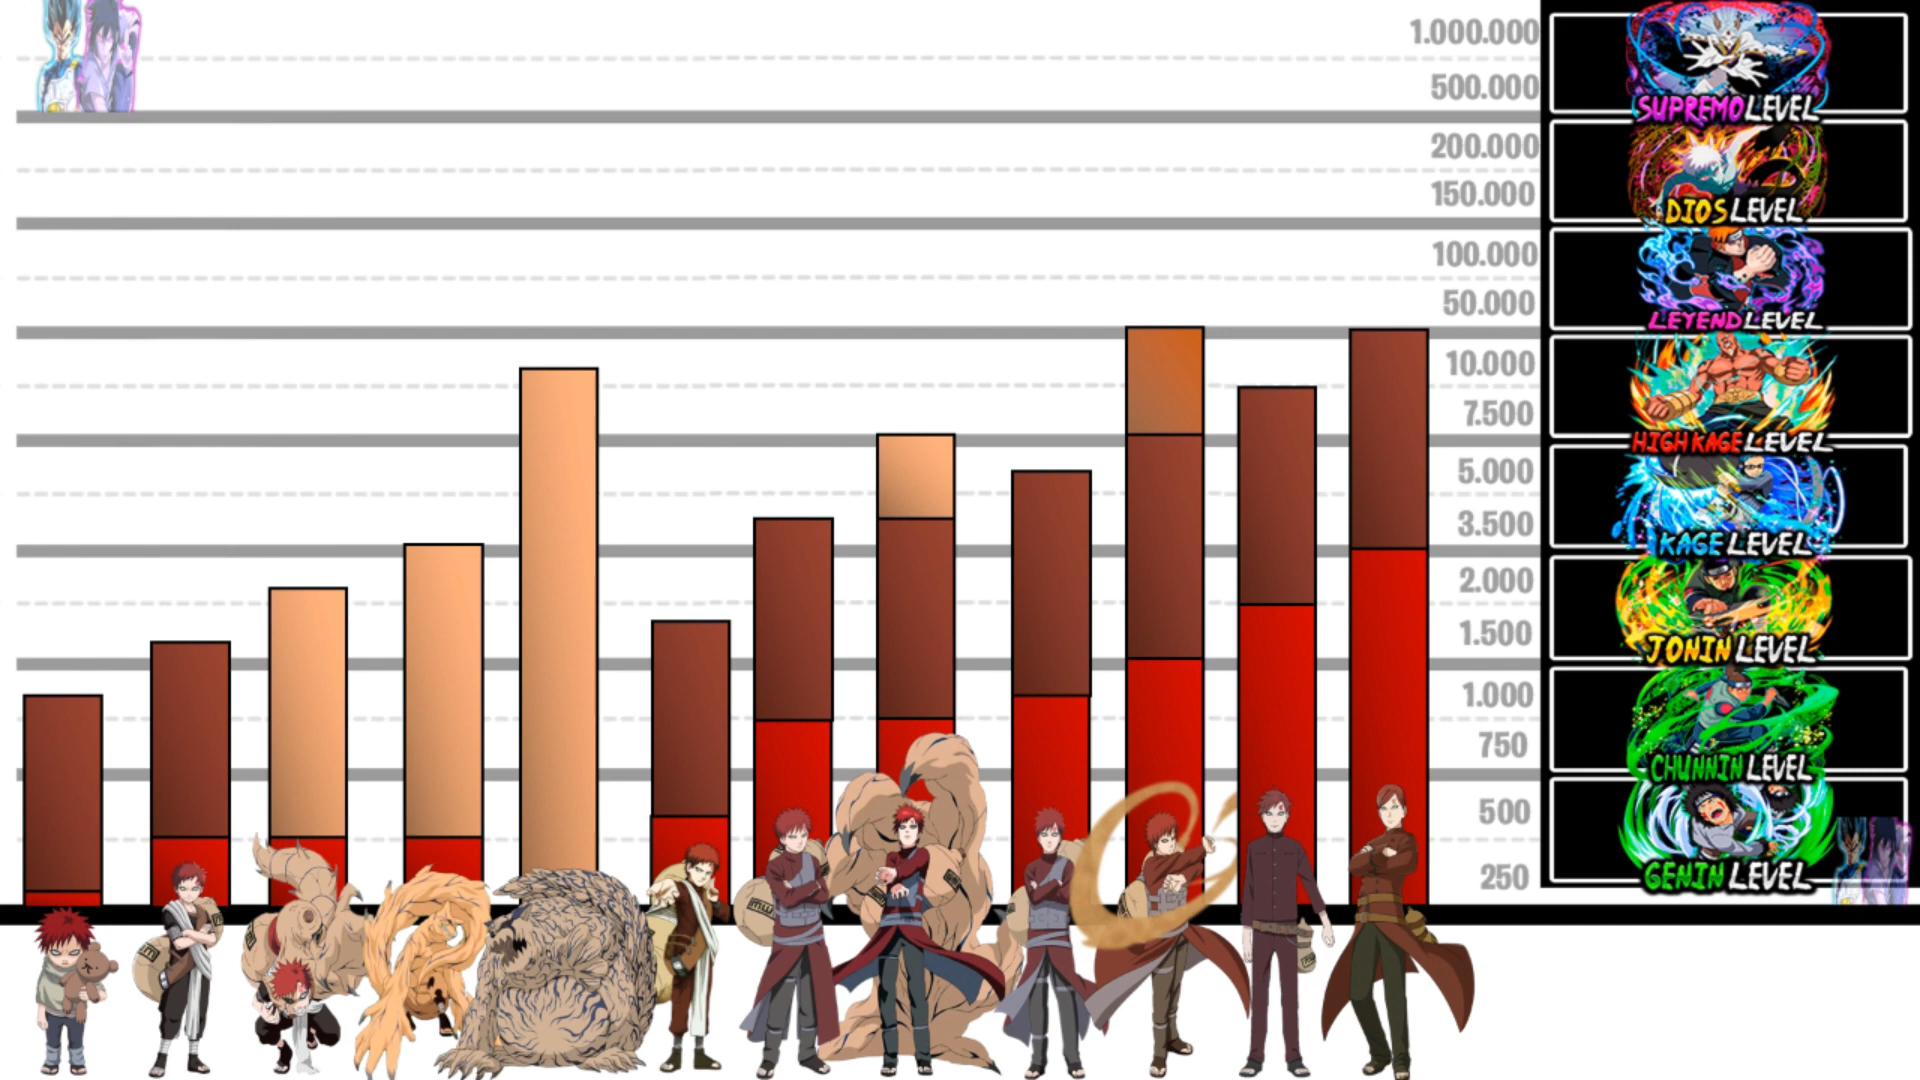 1.000.000
500.000
SUPREMO LEVEL
200.000
150.000
DIOS LEVEL
100.000
50.000
LEYEND LEVEL
10.000
7.500
HIGH KAGE LEVEL
5.000
3.500
KAGE LEVEL
2.000
1.500
JONIN LEVEL
1.000
750
CHUNNIN LEVEL
500
250
GENIN LEVEL